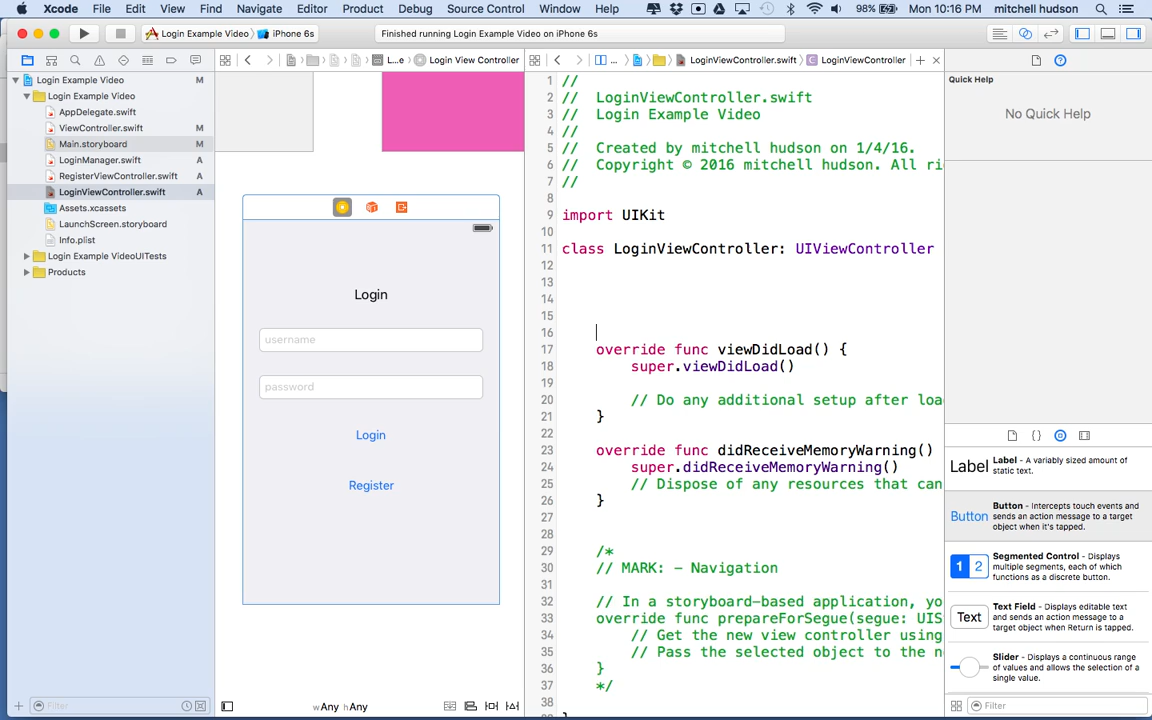 Xcode File Edit View Find Navigate Editor Product Debug Source Control Window Help 98% Mon 10:16 PM mitchell hudson
Login Example Video iPhone 6s Finished running Login Example Video on iPhone 6s
L...e Login View Controller ... LoginViewController.swift LoginViewController
Login Example Video M
Login Example Video
AppDelegate.swift
ViewController.swift M
Main.storyboard M
LoginManager.swift A
RegisterViewController.swift A
LoginViewController.swift A
Assets.xcassets
LaunchScreen.storyboard
Info.plist
Login Example VideoUITests
Products
Filter
Login
username
password
Login
Register
wAny hAny
1 //
2 // LoginViewController.swift
3 // Login Example Video
4 //
5 // Created by mitchell hudson on 1/4/16.
6 // Copyright © 2016 mitchell hudson. All ri
7 //
8
9 import UIKit
10
11 class LoginViewController: UIViewController
12
13
14
15
16
17 override func viewDidLoad() {
18 super.viewDidLoad()
19
20 // Do any additional setup after loa
21 }
22
23 override func didReceiveMemoryWarning()
24 super.didReceiveMemoryWarning()
25 // Dispose of any resources that can
26 }
27
28
29 /*
30 // MARK: - Navigation
31
32 // In a storyboard-based application, yo
33 override func prepareForSegue(segue: UIS
34 // Get the new view controller using
35 // Pass the selected object to the n
36 }
37 */
38
Quick Help
No Quick Help
Label
Label - A variably sized amount of
static text.
Button
Button - Intercepts touch events and
sends an action message to a target
object when it's tapped.
1 2
Segmented Control - Displays
multiple segments, each of which
functions as a discrete button.
Text
Text Field - Displays editable text
and sends an action message to a
target object when Return is tapped.
Slider - Displays a continuous range
of values and allows the selection of a
single value.
Filter